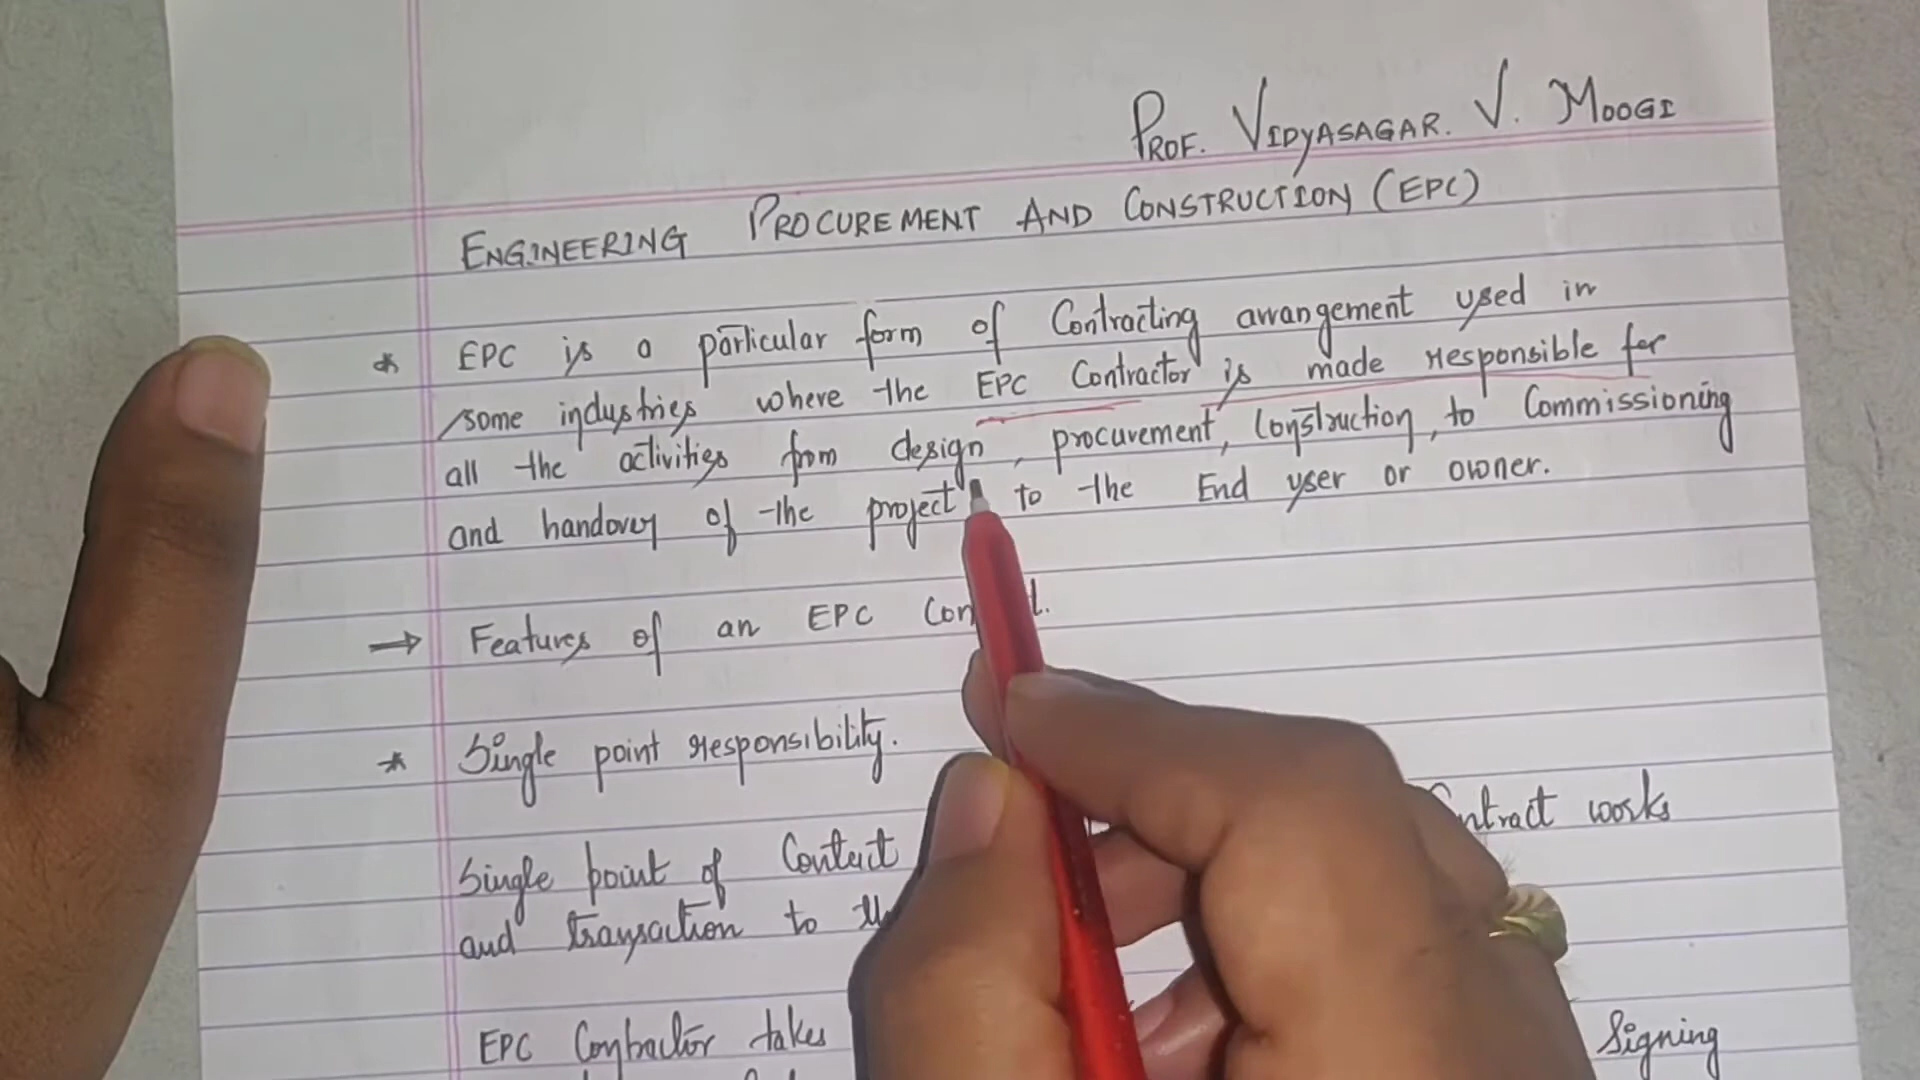 PROF. VIDYASAGAR. V. MOOGI
ENGINEERING PROCUREMENT AND CONSTRUCTION (EPC)
* EPC is a particular form of Contracting arrangement used in
some industries where the EPC Contractor is made responsible for
all the activities from design, procurement, Construction, to Commissioning
and handover of the project to the End user or owner.
→ Features of an EPC
* Single point responsibility.
Single point of Contact works
and transaction to
EPC Contractor takes Signing